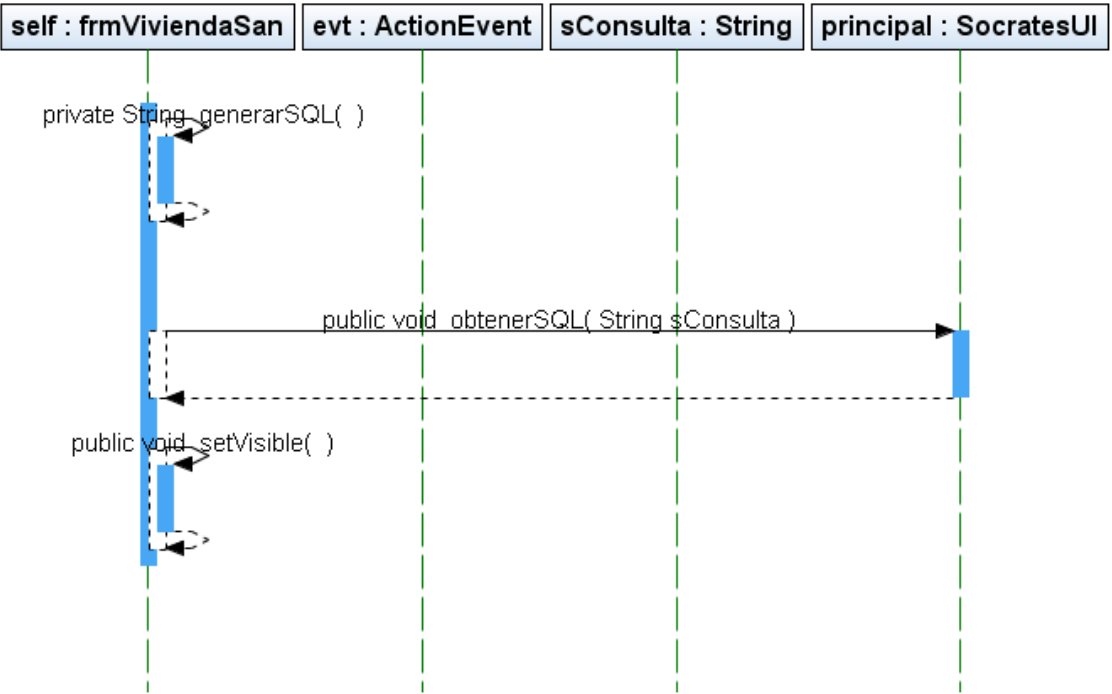 self : frmViviendaSan
evt : ActionEvent
sConsulta : String
principal : SocratesUI
private String generarSQL( )
public void obtenerSQL( String sConsulta )
public void setVisible( )